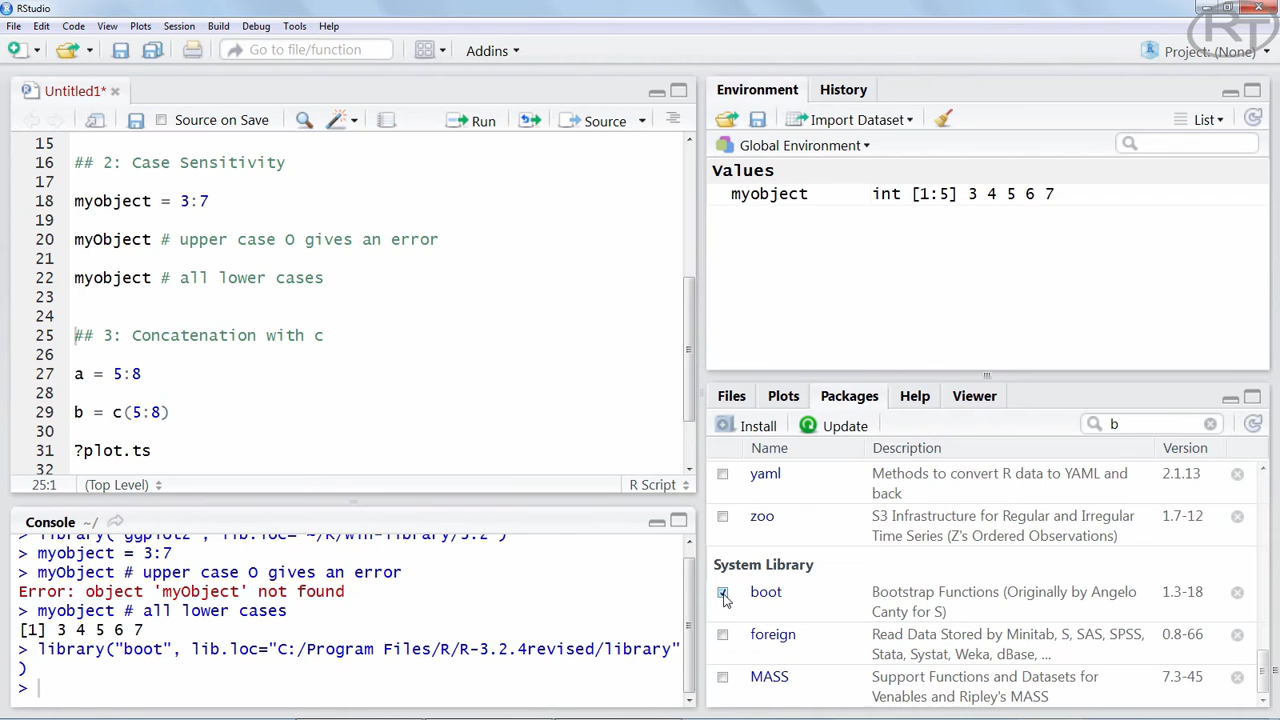 RStudio
File Edit Code View Plots Session Build Debug Tools Help
Go to file/function Addins Project: (None)
RT
Untitled1*
Source on Save Run Source
15
16 ## 2: Case Sensitivity
17
18 myobject = 3:7
19
20 myObject # upper case O gives an error
21
22 myobject # all lower cases
23
24
25 ## 3: Concatenation with c
26
27 a = 5:8
28
29 b = c(5:8)
30
31 ?plot.ts
32
25:1 (Top Level) R Script
Console ~/
> library("ggplot2", lib.loc="~/R/win-library/3.2")
> myobject = 3:7
> myObject # upper case O gives an error
Error: object 'myObject' not found
> myobject # all lower cases
[1] 3 4 5 6 7
> library("boot", lib.loc="C:/Program Files/R/R-3.2.4revised/library"
)
>
Environment History
Import Dataset List
Global Environment
Values
myobject int [1:5] 3 4 5 6 7
Files Plots Packages Help Viewer
Install Update b
Name Description Version
yaml Methods to convert R data to YAML and 2.1.13
back
zoo S3 Infrastructure for Regular and Irregular 1.7-12
Time Series (Z's Ordered Observations)
System Library
boot Bootstrap Functions (Originally by Angelo 1.3-18
Canty for S)
foreign Read Data Stored by Minitab, S, SAS, SPSS, 0.8-66
Stata, Systat, Weka, dBase, ...
MASS Support Functions and Datasets for 7.3-45
Venables and Ripley's MASS